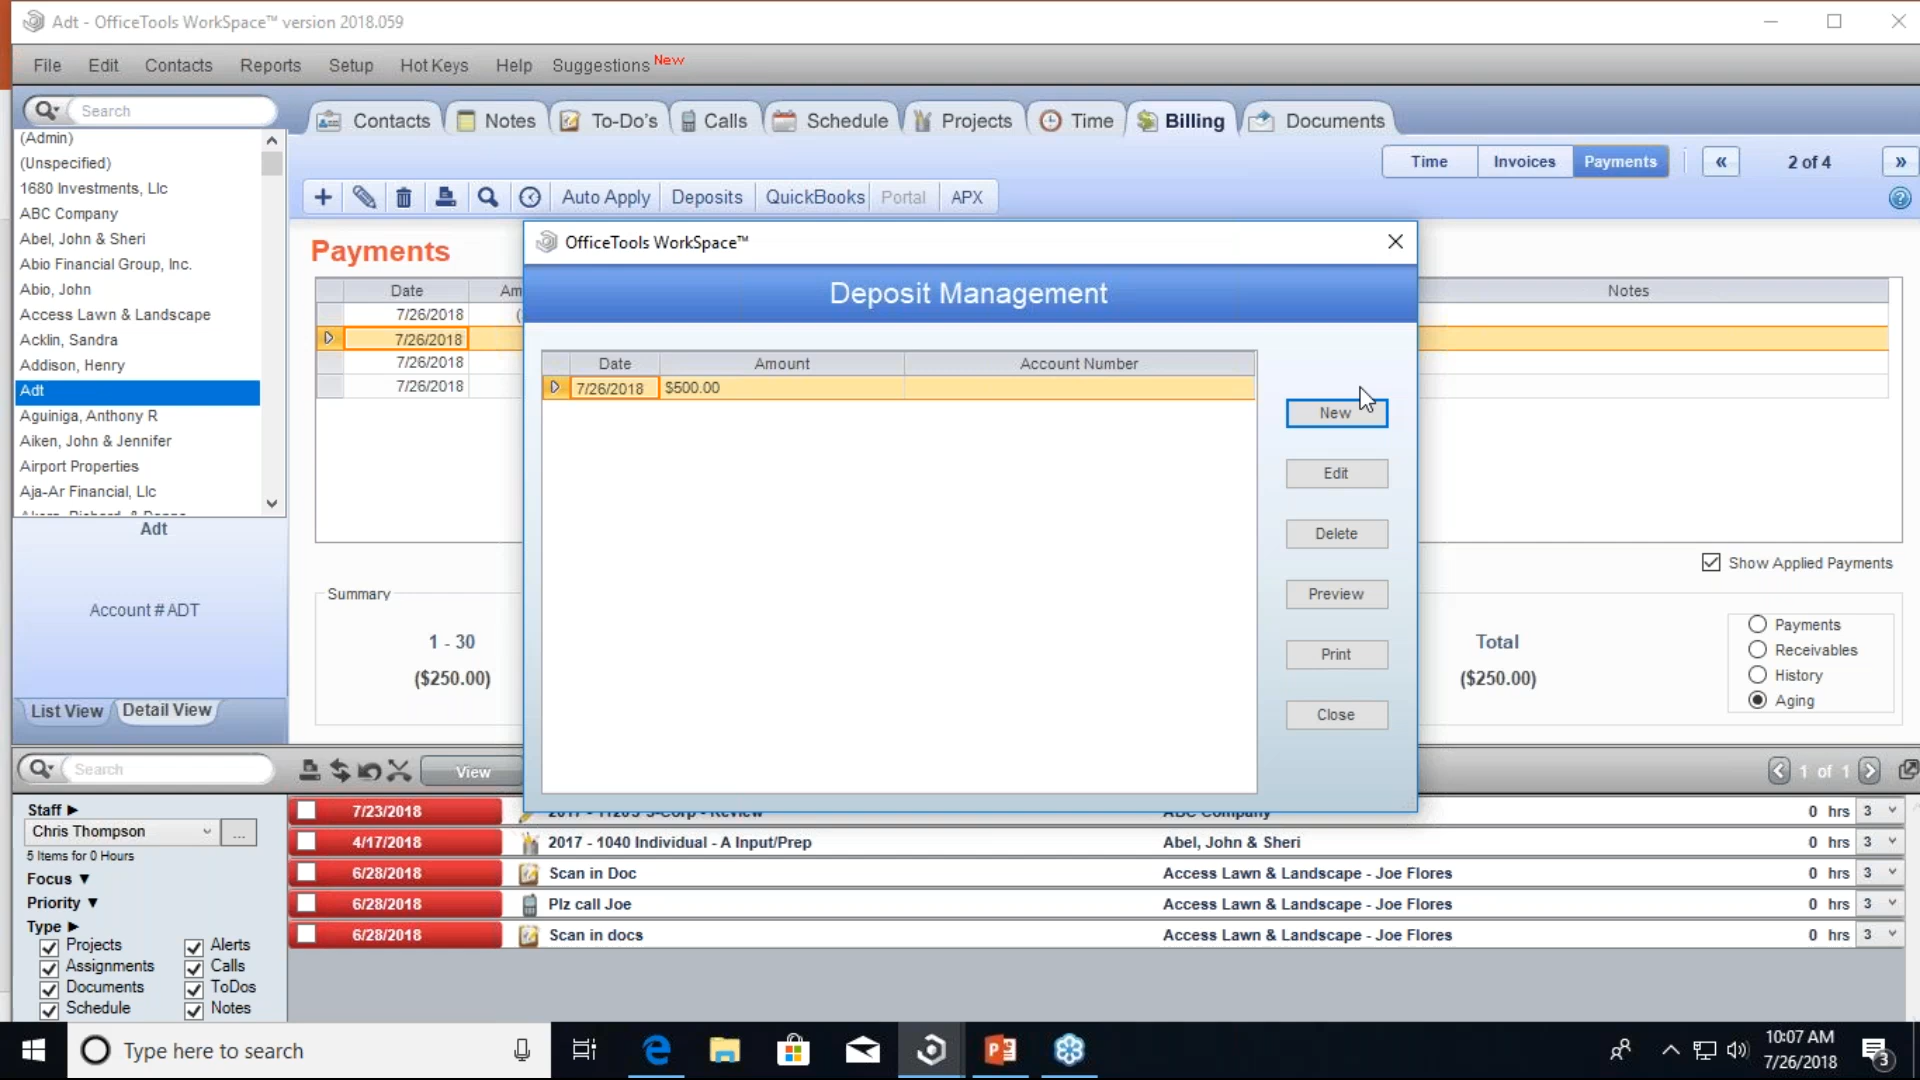 Adt - OfficeTools WorkSpace™ version 2018.059
File Edit Contacts Reports Setup Hot Keys Help Suggestions New
Search
Contacts Notes To-Do's Calls Schedule Projects Time Billing Documents
Time Invoices Payments « 2 of 4 »
Auto Apply Deposits QuickBooks Portal APX
(Admin)
(Unspecified)
1680 Investments, Llc
ABC Company
Abel, John & Sheri
Abio Financial Group, Inc.
Abio, John
Access Lawn & Landscape
Acklin, Sandra
Addison, Henry
Adt
Aguiniga, Anthony R
Aiken, John & Jennifer
Airport Properties
Aja-Ar Financial, Llc
Adt
Account # ADT
List View Detail View
Payments
Date Am Notes
7/26/2018 (
7/26/2018
7/26/2018
7/26/2018
OfficeTools WorkSpace™
Deposit Management
Date Amount Account Number
7/26/2018 $500.00
New
Edit
Delete
Preview
Print
Close
Show Applied Payments
Summary
1 - 30
($250.00)
Total
($250.00)
Payments
Receivables
History
Aging
Search
View
1 of 1
Staff
Chris Thompson ...
5 Items for 0 Hours
Focus
Priority
Type
Projects Alerts
Assignments Calls
Documents ToDos
Schedule Notes
7/23/2018 2017 - 1120S S-Corp - Review ABC Company 0 hrs 3
4/17/2018 2017 - 1040 Individual - A Input/Prep Abel, John & Sheri 0 hrs 3
6/28/2018 Scan in Doc Access Lawn & Landscape - Joe Flores 0 hrs 3
6/28/2018 Plz call Joe Access Lawn & Landscape - Joe Flores 0 hrs 3
6/28/2018 Scan in docs Access Lawn & Landscape - Joe Flores 0 hrs 3
Type here to search
10:07 AM
7/26/2018
3